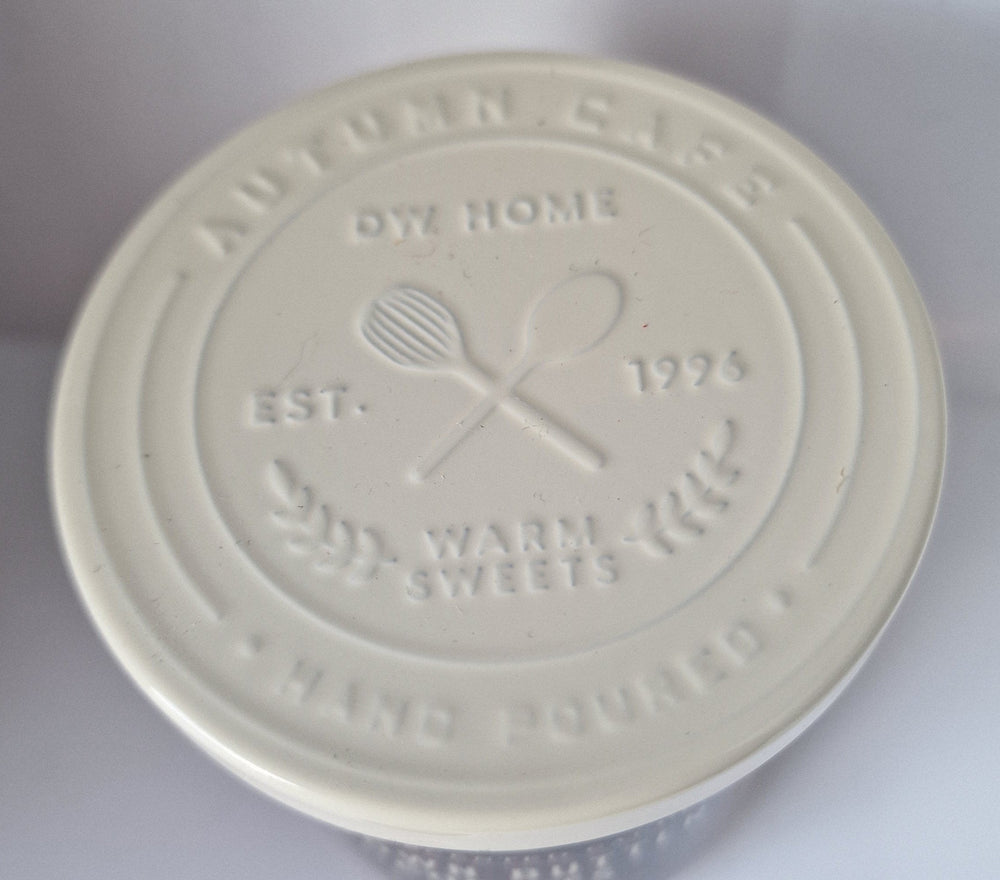 AUTUMN CAFE
DW HOME
EST. 1996
WARM
SWEETS
• HAND POURED •